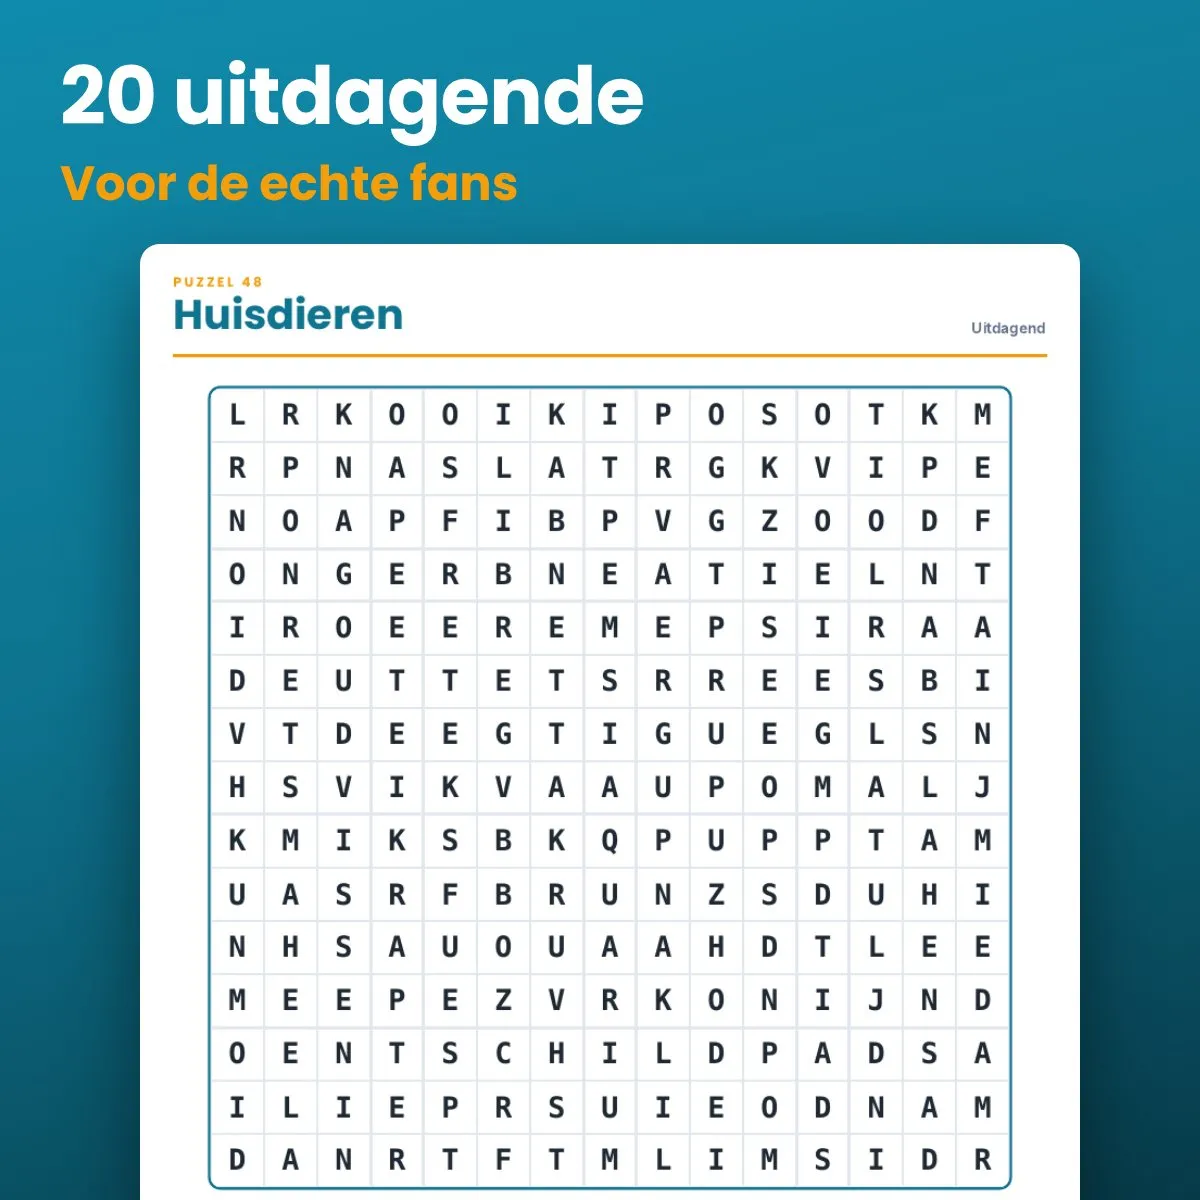 20 uitdagende
Voor de echte fans
PUZZEL 48
Huisdieren
Uitdagend
L R K O O I K I P O S O T K M
R P N A S L A T R G K V I P E
N O A P F I B P V G Z O O D F
O N G E R B N E A T I E L N T
I R O E E R E M E P S I R A A
D E U T T E T S R R E E S B I
V T D E E G T I G U E G L S N
H S V I K V A A U P O M A L J
K M I K S B K Q P U P P T A M
U A S R F B R U N Z S D U H I
N H S A U O U A A H D T L E E
M E E P E Z V R K O N I J N D
O E N T S C H I L D P A D S A
I L I E P R S U I E O D N A M
D A N R T F T M L I M S I D R